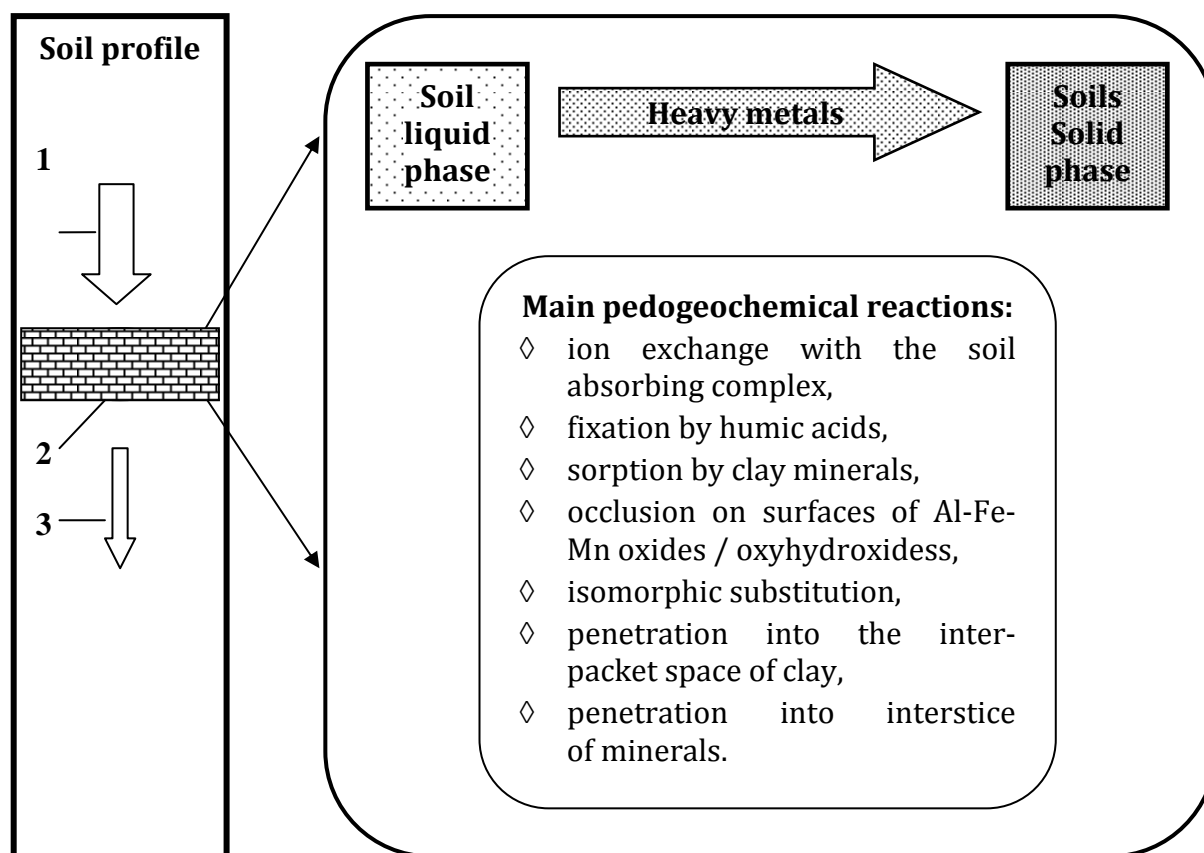 Soil profile
1
2
3
Soil
liquid
phase
Heavy metals
Soils
Solid
phase
Main pedogeochemical reactions:
◊ ion exchange with the soil
absorbing complex,
◊ fixation by humic acids,
◊ sorption by clay minerals,
◊ occlusion on surfaces of Al-Fe-
Mn oxides / oxyhydroxidess,
◊ isomorphic substitution,
◊ penetration into the inter-
packet space of clay,
◊ penetration into interstice
of minerals.